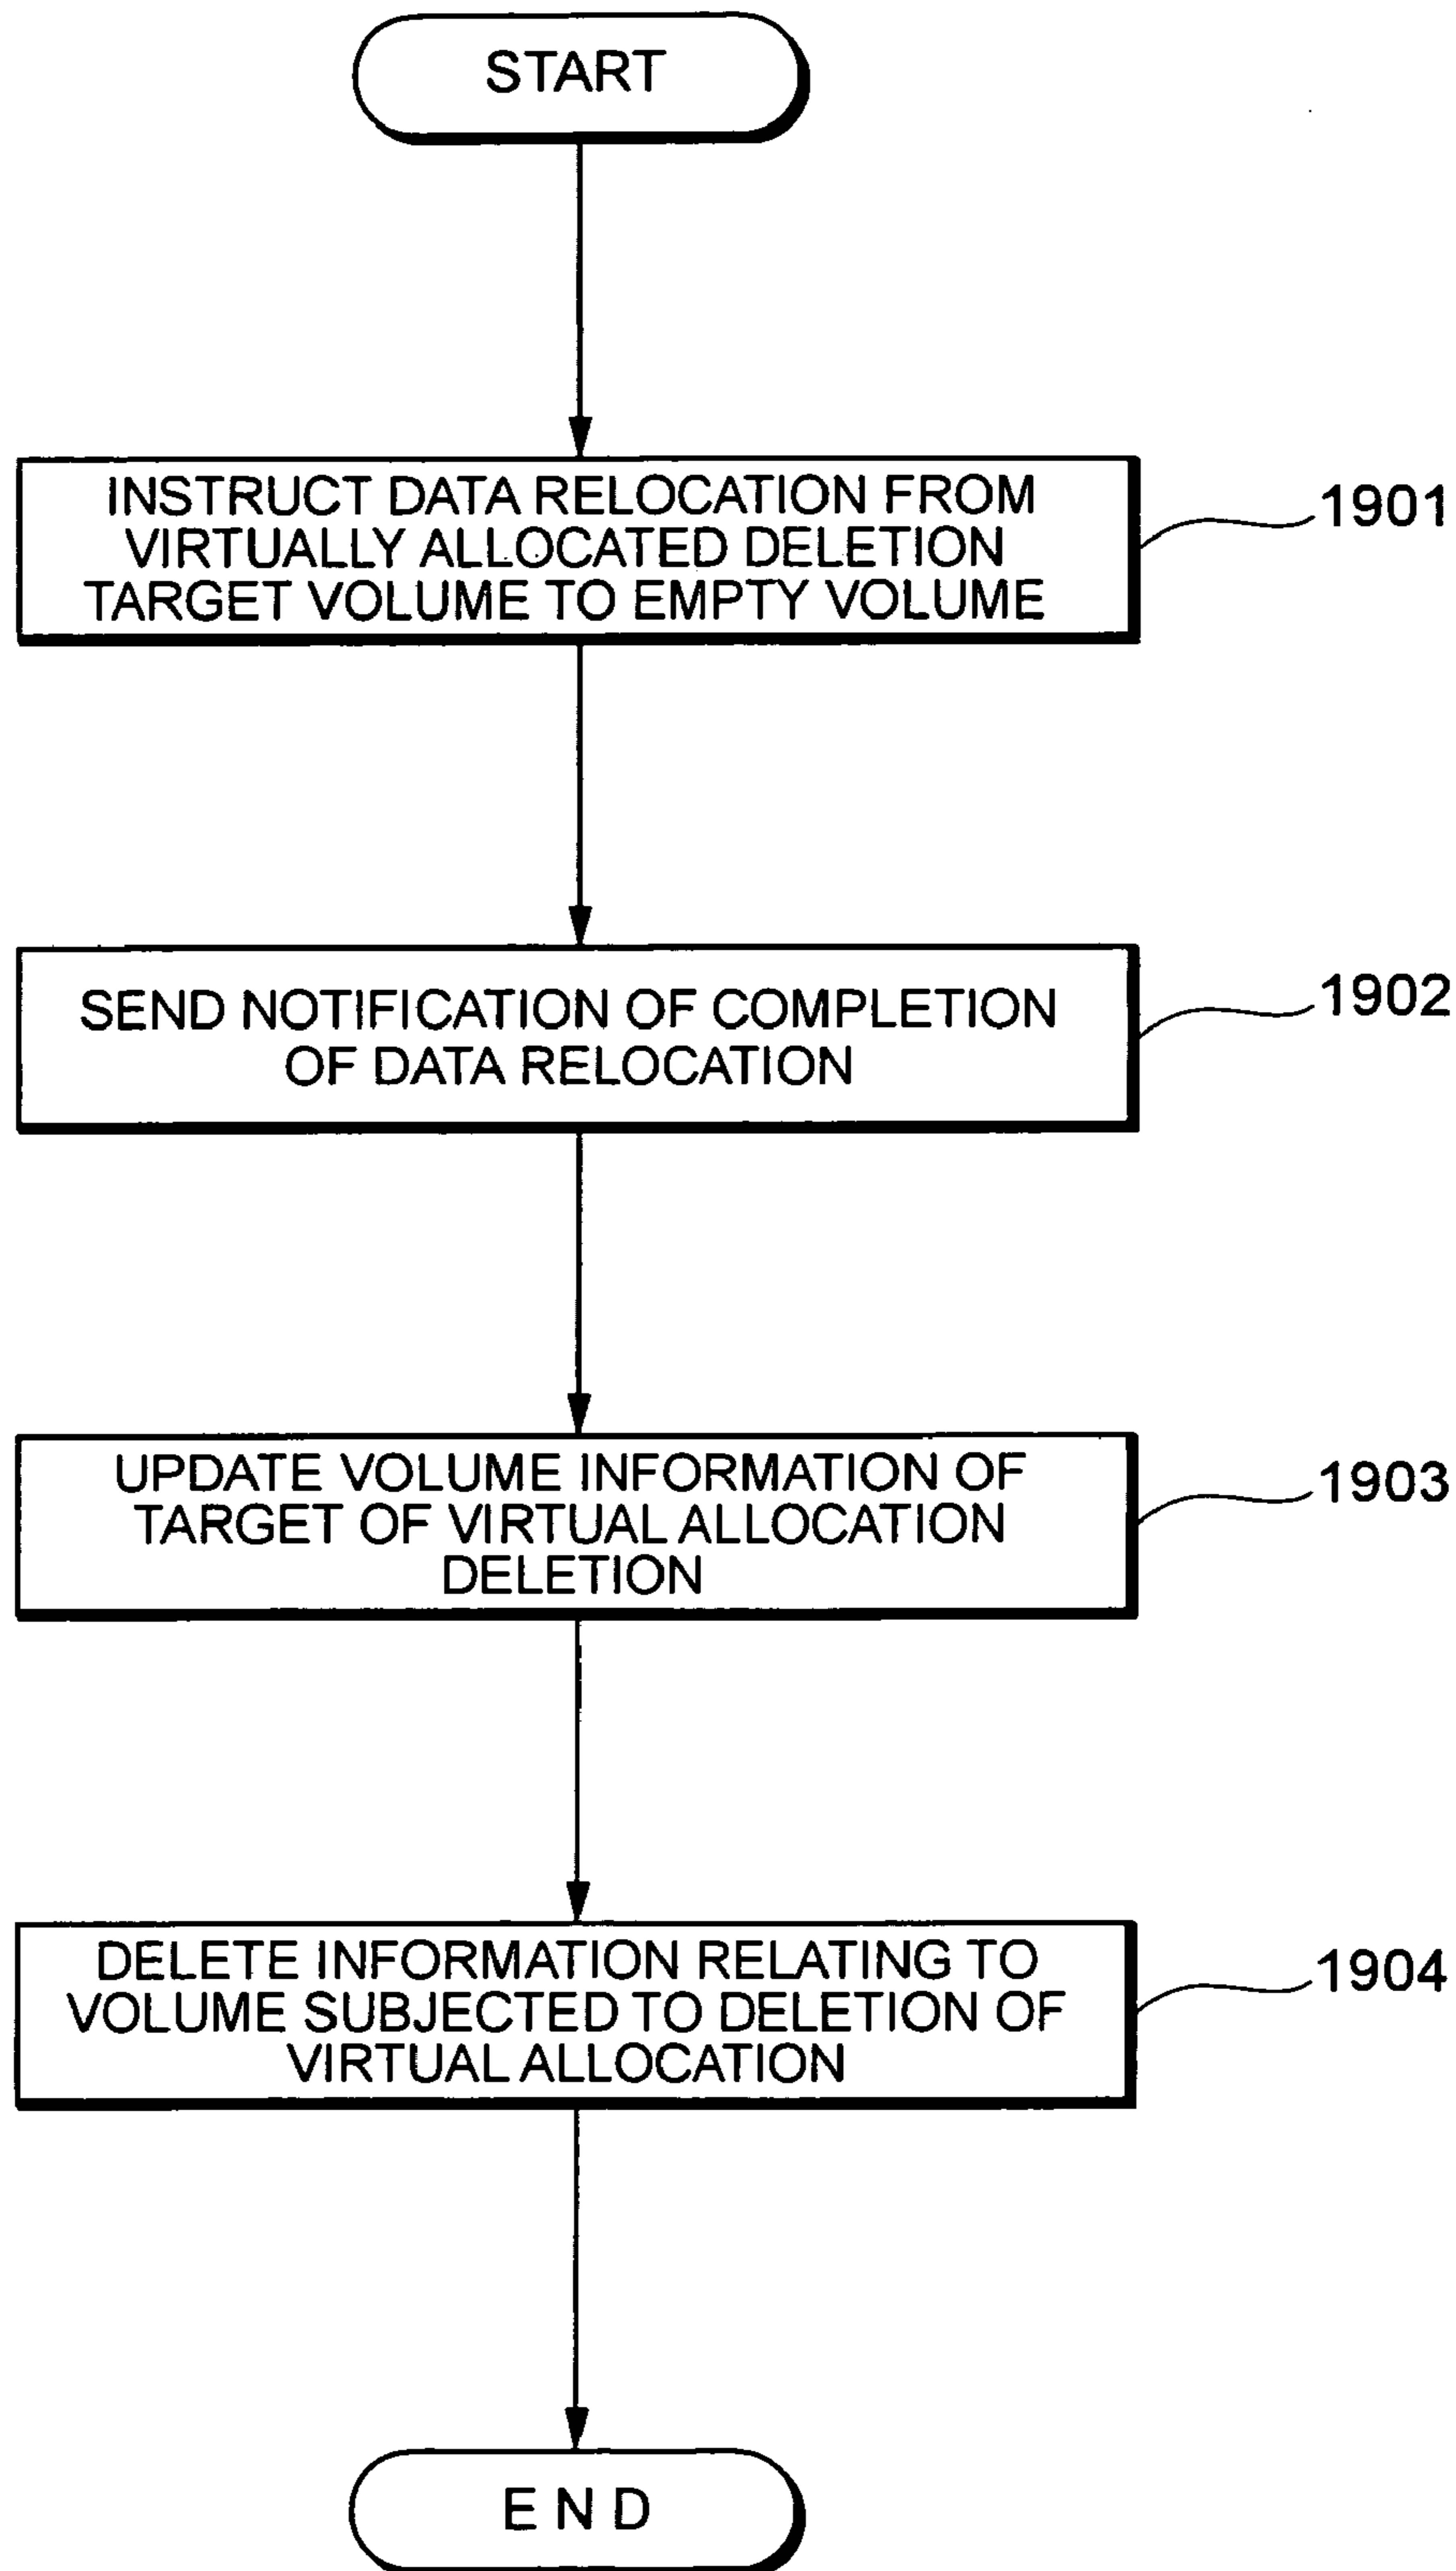 START
INSTRUCT DATA RELOCATION FROM
VIRTUALLY ALLOCATED DELETION
TARGET VOLUME TO EMPTY VOLUME
1901
SEND NOTIFICATION OF COMPLETION
OF DATA RELOCATION
1902
UPDATE VOLUME INFORMATION OF
TARGET OF VIRTUAL ALLOCATION
DELETION
1903
DELETE INFORMATION RELATING TO
VOLUME SUBJECTED TO DELETION OF
VIRTUAL ALLOCATION
1904
END